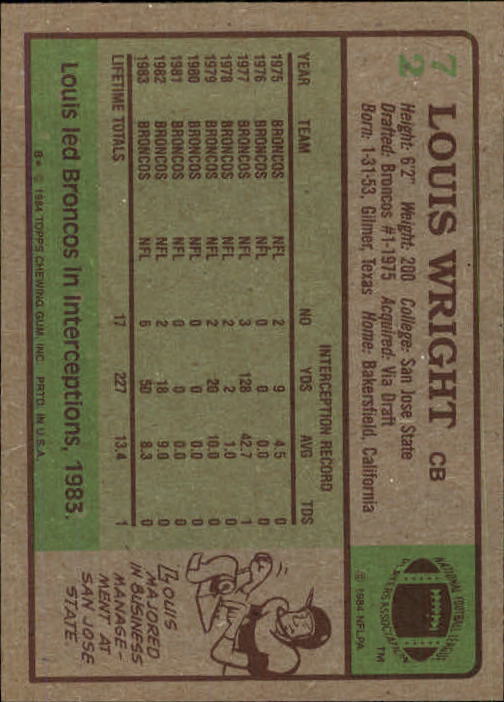 72
LOUIS WRIGHT CB
Height: 6'2" Weight: 200 College: San Jose State
Drafted: Broncos #1-1975 Acquired: Via Draft
Born: 1-31-53, Gilmer, Texas Home: Bakersfield, California
NATIONAL FOOTBALL LEAGUE
PLAYERS ASSOCIATION
TM
© 1984 NFLPA
INTERCEPTION RECORD
YEAR TEAM NO YDS AVG TDS
1975 BRONCOS NFL 2 9 4.5 0
1976 BRONCOS NFL 0 0 0.0 0
1977 BRONCOS NFL 3 128 42.7 1
1978 BRONCOS NFL 2 2 1.0 0
1979 BRONCOS NFL 2 20 10.0 0
1980 BRONCOS NFL 0 0 0.0 0
1981 BRONCOS NFL 0 0 0.0 0
1982 BRONCOS NFL 2 18 9.0 0
1983 BRONCOS NFL 6 50 8.3 0
LIFETIME TOTALS 17 227 13.4 1
LOUIS
MAJORED
IN BUSINESS
MANAGE-
MENT AT
SAN JOSE
STATE.
Louis led Broncos in Interceptions, 1983.
B* © 1984 TOPPS CHEWING GUM, INC. PRTD. IN U.S.A.